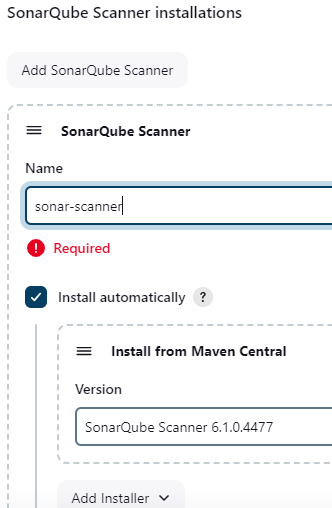 SonarQube Scanner installations
Add SonarQube Scanner
SonarQube Scanner
Name
sonar-scanner
Required
Install automatically ?
Install from Maven Central
Version
SonarQube Scanner 6.1.0.4477
Add Installer